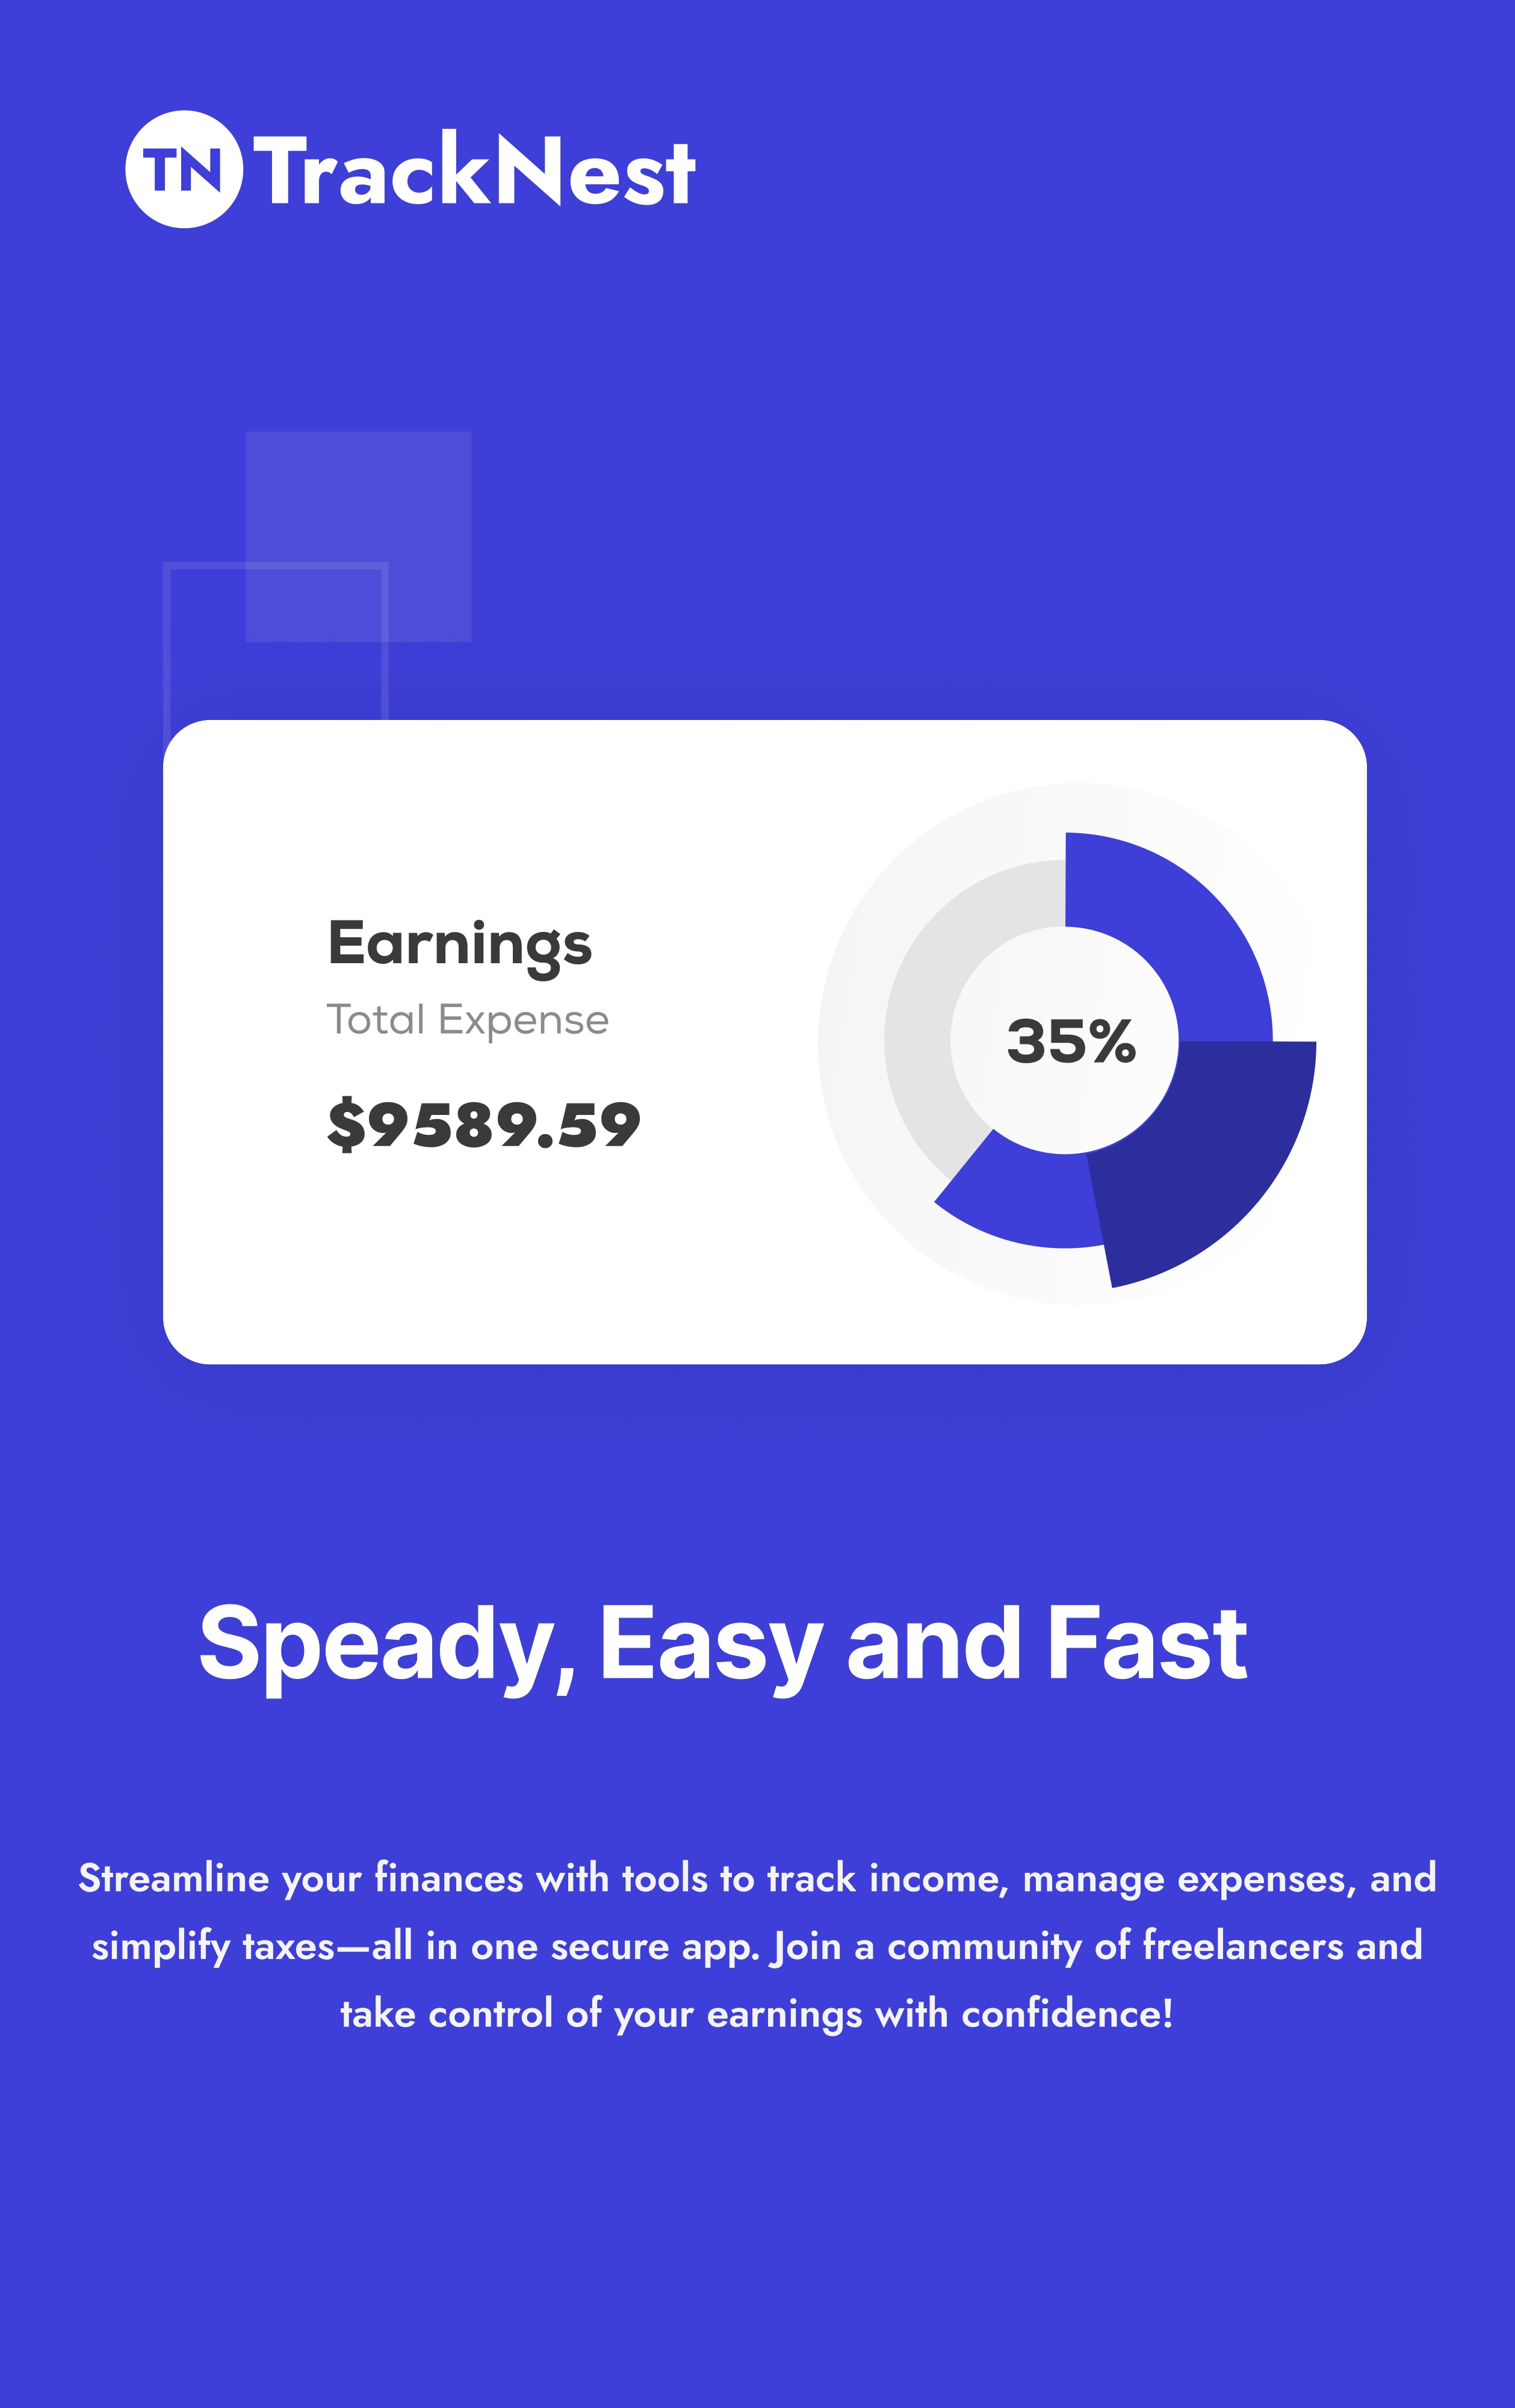 TN TrackNest
Earnings
Total Expense
$9589.59
35%
Speady, Easy and Fast
Streamline your finances with tools to track income, manage expenses, and
simplify taxes—all in one secure app. Join a community of freelancers and
take control of your earnings with confidence!